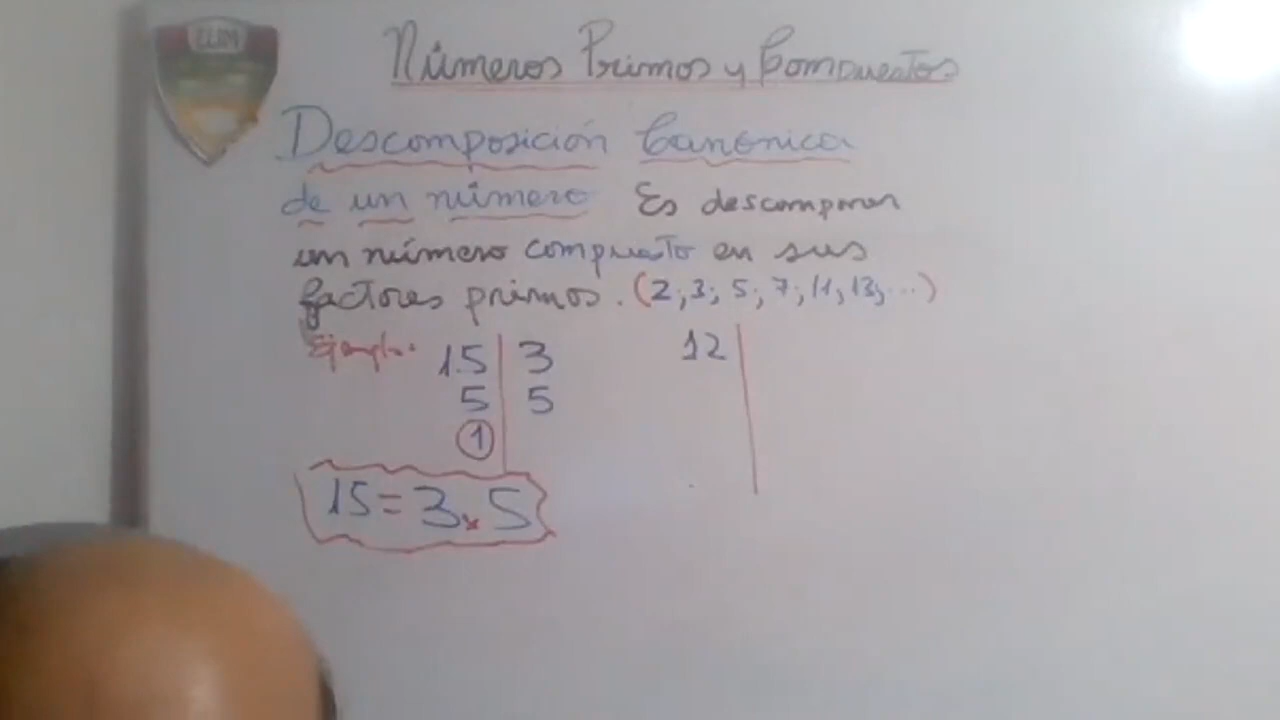 ELIM
Números Primos y Compuestos
Descomposición Canónica
de un número Es descomponer
un número compuesto en sus
factores primos. (2; 3; 5; 7; 11; 13; ...)
Ejemplo: 15 | 3 12 |
5 | 5
1
15 = 3 x 5